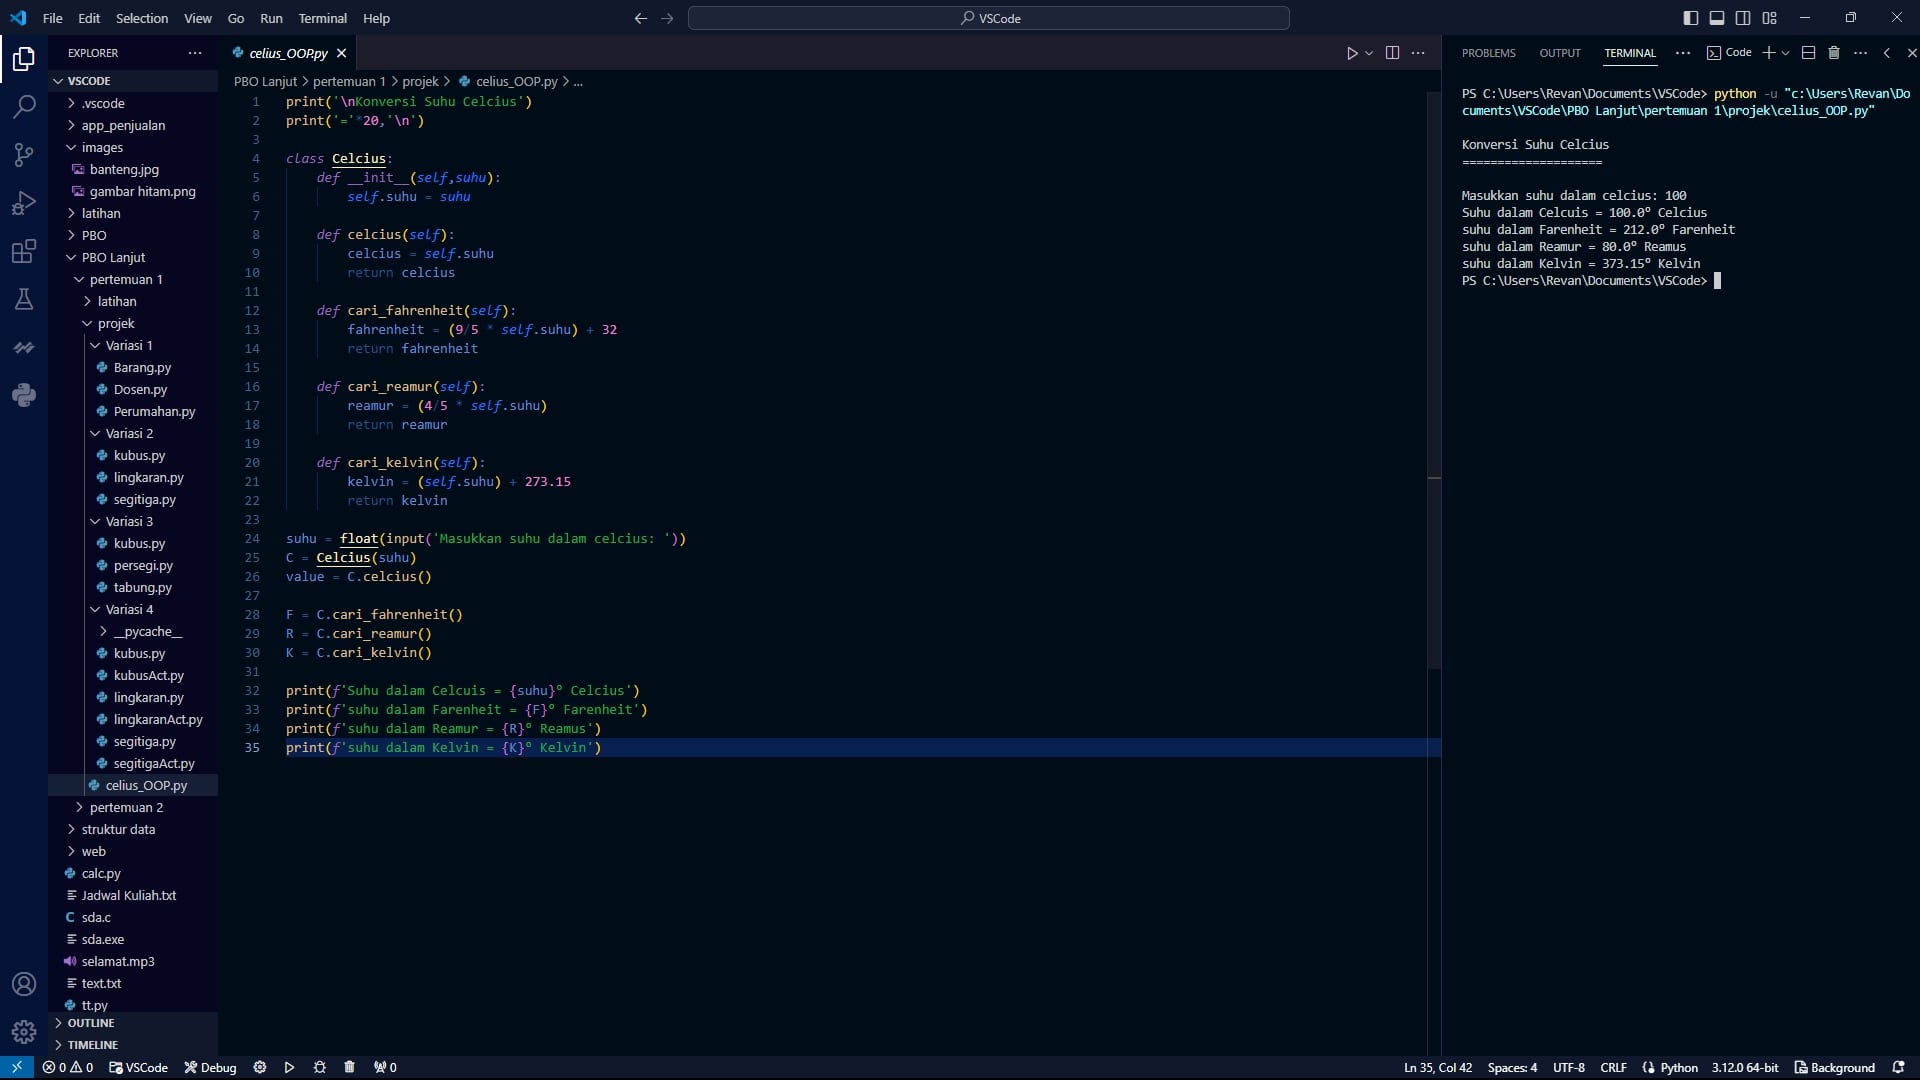 File Edit Selection View Go Run Terminal Help
VSCode
EXPLORER
VSCODE
.vscode
app_penjualan
images
banteng.jpg
gambar hitam.png
latihan
PBO
PBO Lanjut
pertemuan 1
latihan
projek
Variasi 1
Barang.py
Dosen.py
Perumahan.py
Variasi 2
kubus.py
lingkaran.py
segitiga.py
Variasi 3
kubus.py
persegi.py
tabung.py
Variasi 4
__pycache__
kubus.py
kubusAct.py
lingkaran.py
lingkaranAct.py
segitiga.py
segitigaAct.py
celius_OOP.py
pertemuan 2
struktur data
web
calc.py
Jadwal Kuliah.txt
C sda.c
sda.exe
selamat.mp3
text.txt
tt.py
OUTLINE
TIMELINE
celius_OOP.py
PBO Lanjut > pertemuan 1 > projek > celius_OOP.py > ...
1 print('\nKonversi Suhu Celcius')
2 print('='*20,'\n')
3
4 class Celcius:
5     def __init__(self,suhu):
6         self.suhu = suhu
7
8     def celcius(self):
9         celcius = self.suhu
10         return celcius
11
12     def cari_fahrenheit(self):
13         fahrenheit = (9/5 * self.suhu) + 32
14         return fahrenheit
15
16     def cari_reamur(self):
17         reamur = (4/5 * self.suhu)
18         return reamur
19
20     def cari_kelvin(self):
21         kelvin = (self.suhu) + 273.15
22         return kelvin
23
24 suhu = float(input('Masukkan suhu dalam celcius: '))
25 C = Celcius(suhu)
26 value = C.celcius()
27
28 F = C.cari_fahrenheit()
29 R = C.cari_reamur()
30 K = C.cari_kelvin()
31
32 print(f'Suhu dalam Celcuis = {suhu}º Celcius')
33 print(f'suhu dalam Farenheit = {F}º Farenheit')
34 print(f'suhu dalam Reamur = {R}º Reamus')
35 print(f'suhu dalam Kelvin = {K}º Kelvin')
PROBLEMS OUTPUT TERMINAL ... Code
PS C:\Users\Revan\Documents\VSCode> python -u "c:\Users\Revan\Do
cuments\VSCode\PBO Lanjut\pertemuan 1\projek\celius_OOP.py"
Konversi Suhu Celcius
====================
Masukkan suhu dalam celcius: 100
Suhu dalam Celcuis = 100.0º Celcius
suhu dalam Farenheit = 212.0º Farenheit
suhu dalam Reamur = 80.0º Reamus
suhu dalam Kelvin = 373.15º Kelvin
PS C:\Users\Revan\Documents\VSCode>
0 0 VSCode Debug 0 Ln 35, Col 42 Spaces: 4 UTF-8 CRLF Python 3.12.0 64-bit Background